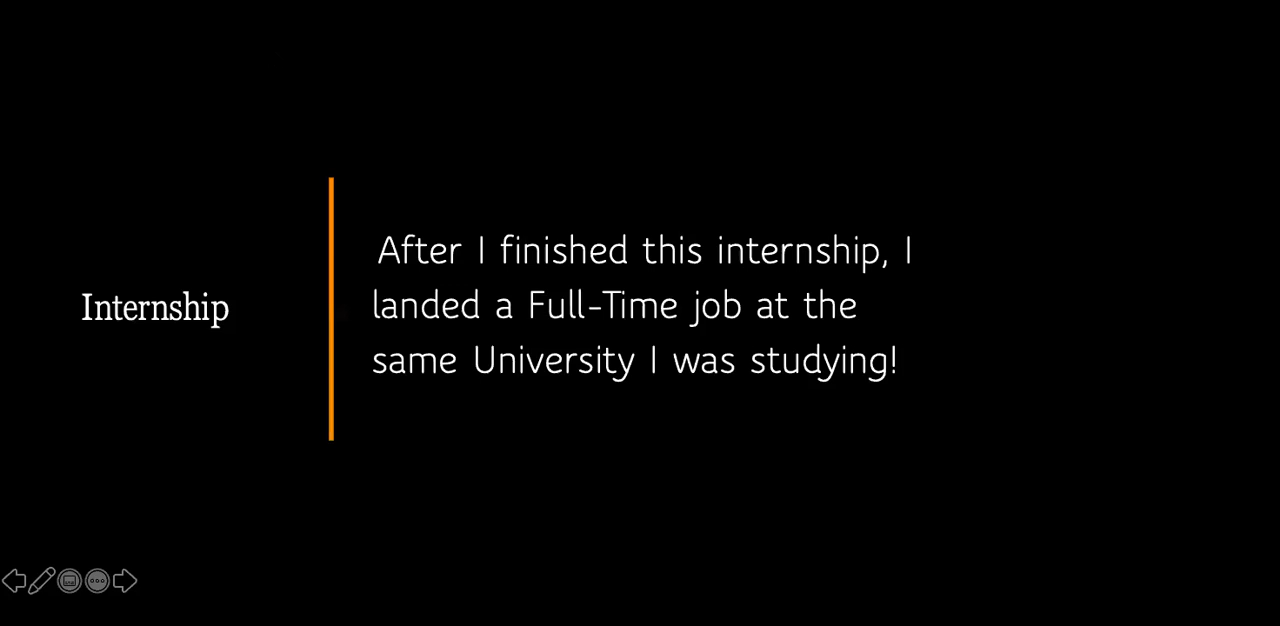 Internship
After I finished this internship, I
landed a Full-Time job at the
same University I was studying!